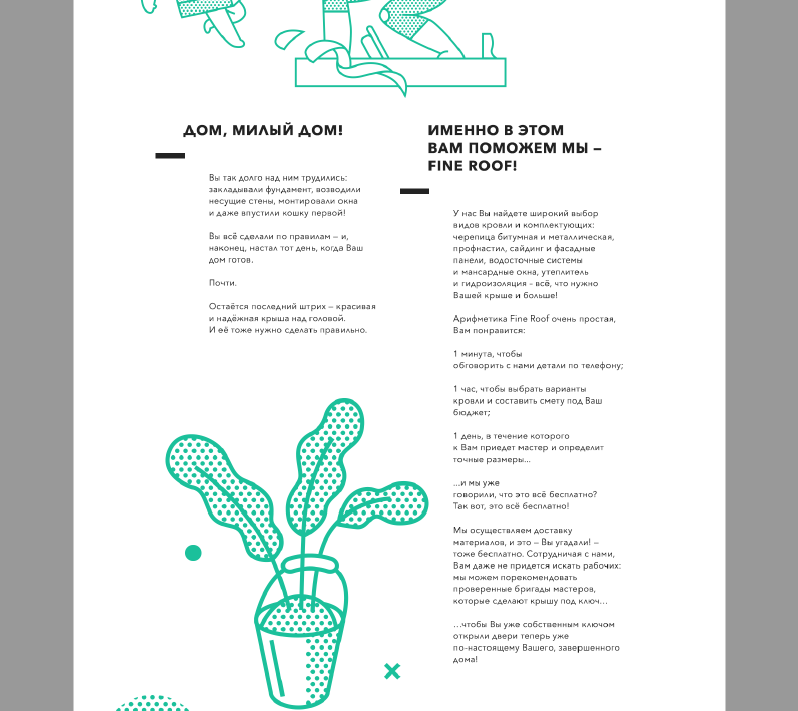 ДОМ, МИЛЫЙ ДОМ!
Вы так долго над ним трудились:
закладывали фундамент, возводили
несущие стены, монтировали окна
и даже впустили кошку первой!
Вы всё сделали по правилам – и,
наконец, настал тот день, когда Ваш
дом готов.
Почти.
Остаётся последний штрих – красивая
и надёжная крыша над головой.
И её тоже нужно сделать правильно.
ИМЕННО В ЭТОМ
ВАМ ПОМОЖЕМ МЫ –
FINE ROOF!
У нас Вы найдете широкий выбор
видов кровли и комплектующих:
черепица битумная и металлическая,
профнастил, сайдинг и фасадные
панели, водосточные системы
и мансардные окна, утеплитель
и гидроизоляция - всё, что нужно
Вашей крыше и больше!
Арифметика Fine Roof очень простая,
Вам понравится:
1 минута, чтобы
обговорить с нами детали по телефону;
1 час, чтобы выбрать варианты
кровли и составить смету под Ваш
бюджет;
1 день, в течение которого
к Вам приедет мастер и определит
точные размеры...
...и мы уже
говорили, что это всё бесплатно?
Так вот, это всё бесплатно!
Мы осуществляем доставку
материалов, и это – Вы угадали! –
тоже бесплатно. Сотрудничая с нами,
Вам даже не придется искать рабочих:
мы можем порекомендовать
проверенные бригады мастеров,
которые сделают крышу под ключ...
...чтобы Вы уже собственным ключом
открыли двери теперь уже
по-настоящему Вашего, завершенного
дома!